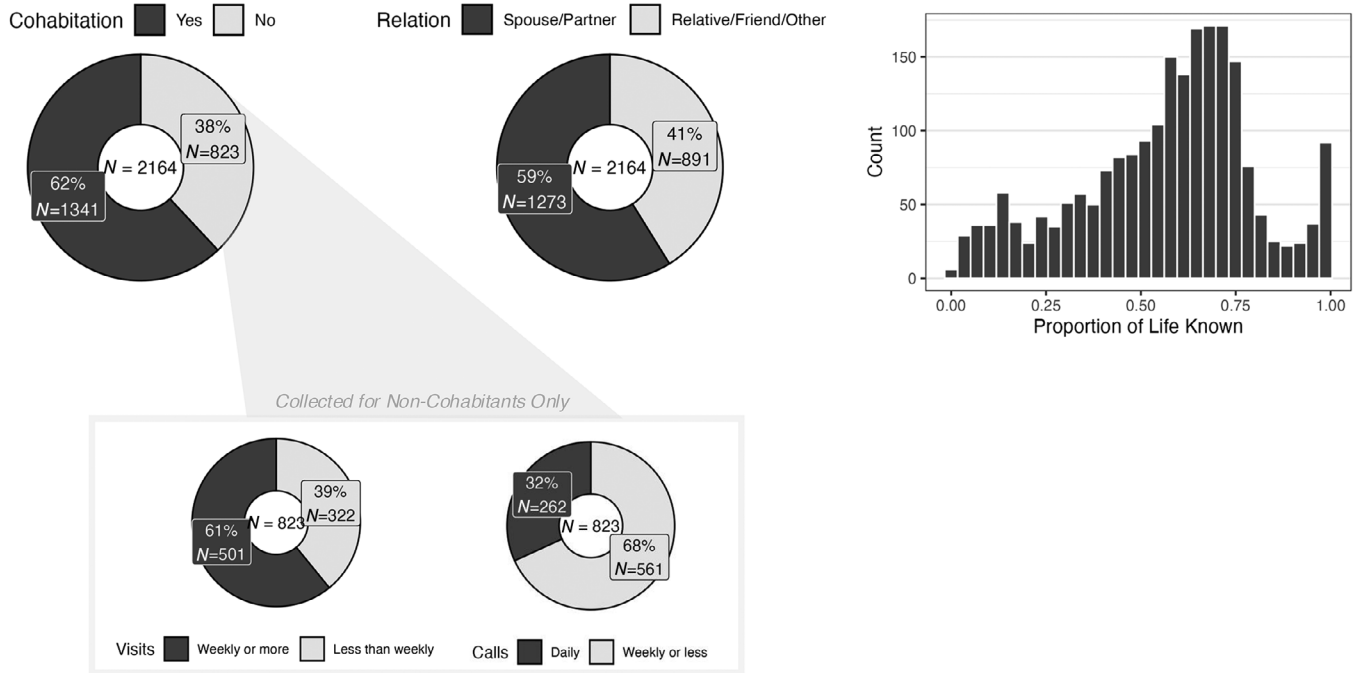 Cohabitation Yes No
Relation Spouse/Partner Relative/Friend/Other
38%
N=823
N = 2164
62%
N=1341
41%
N=891
N = 2164
59%
N=1273
150
100
50
0
Count
0.00 0.25 0.50 0.75 1.00
Proportion of Life Known
Collected for Non-Cohabitants Only
39%
N=322
N = 823
61%
N=501
32%
N=262
N = 823
68%
N=561
Visits Weekly or more Less than weekly
Calls Daily Weekly or less